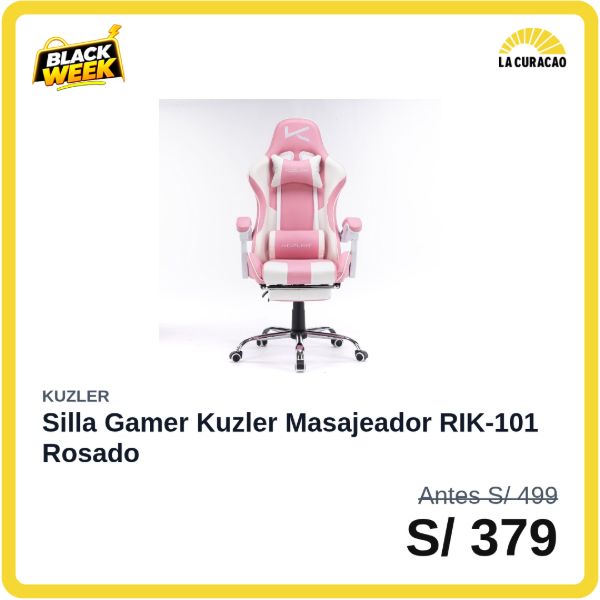 BLACK
WEEK
LA CURACAO
KUZLER
KUZLER
Silla Gamer Kuzler Masajeador RIK-101
Rosado
Antes S/ 499
S/ 379